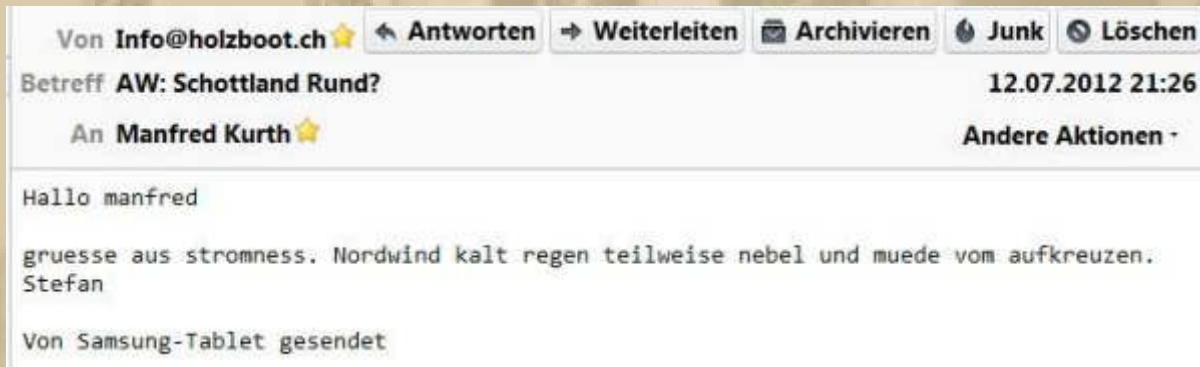 Von Info@holzboot.ch Antworten Weiterleiten Archivieren Junk Löschen
Betreff AW: Schottland Rund? 12.07.2012 21:26
An Manfred Kurth Andere Aktionen
Hallo manfred
gruesse aus stromness. Nordwind kalt regen teilweise nebel und muede vom aufkreuzen.
Stefan
Von Samsung-Tablet gesendet